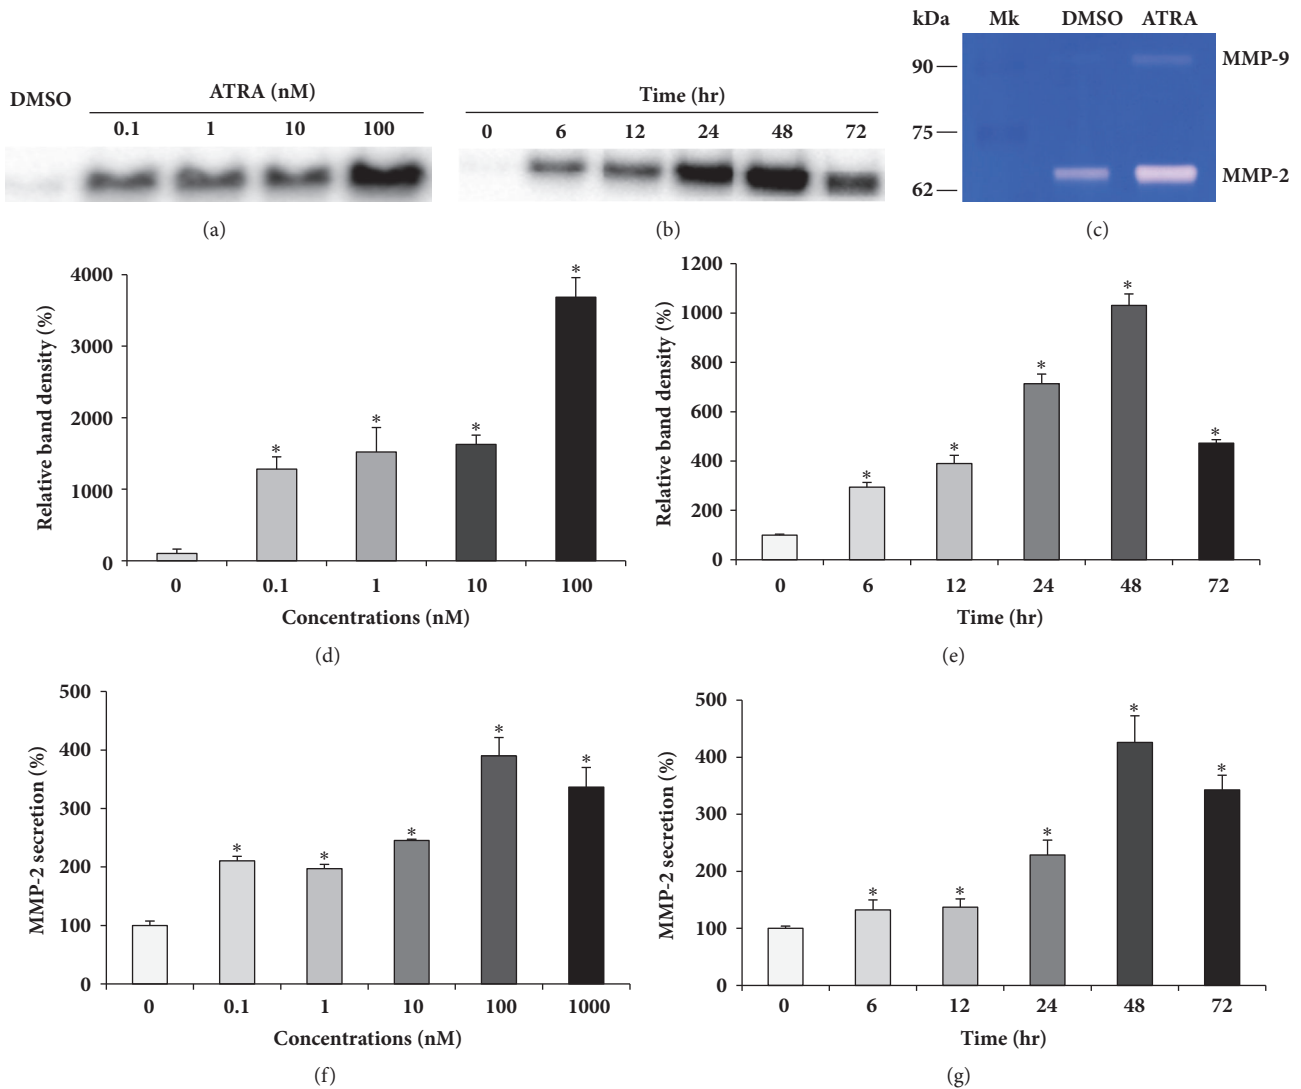 DMSO
ATRA (nM)
0.1 1 10 100
(a)
Time (hr)
0 6 12 24 48 72
(b)
kDa Mk DMSO ATRA
90 MMP-9
75
62 MMP-2
(c)
Relative band density (%)
4000
3000
2000
1000
0
* * * *
0 0.1 1 10 100
Concentrations (nM)
(d)
Relative band density (%)
1200
1000
800
600
400
200
0
* * * * *
0 6 12 24 48 72
Time (hr)
(e)
MMP-2 secretion (%)
500
400
300
200
100
0
* * * * *
0 0.1 1 10 100 1000
Concentrations (nM)
(f)
MMP-2 secretion (%)
500
400
300
200
100
0
* * * * *
0 6 12 24 48 72
Time (hr)
(g)